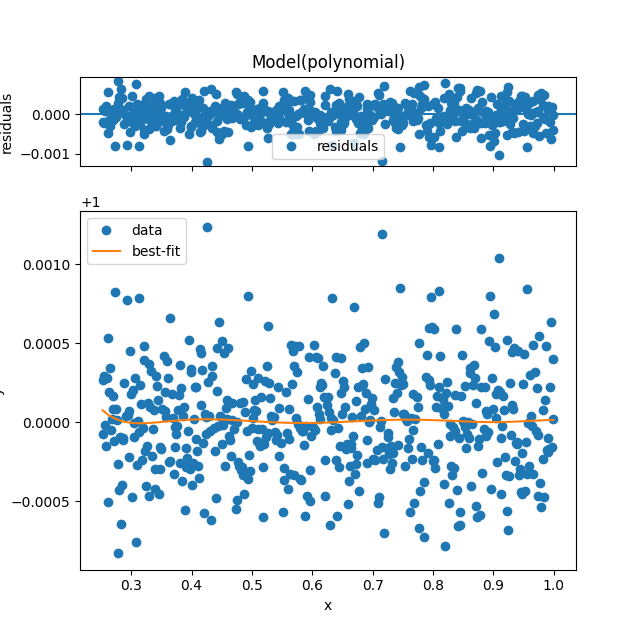 Model(polynomial)
residuals
0.000
−0.001
residuals
+1
data
best-fit
0.0010
0.0005
0.0000
−0.0005
0.3 0.4 0.5 0.6 0.7 0.8 0.9 1.0
x